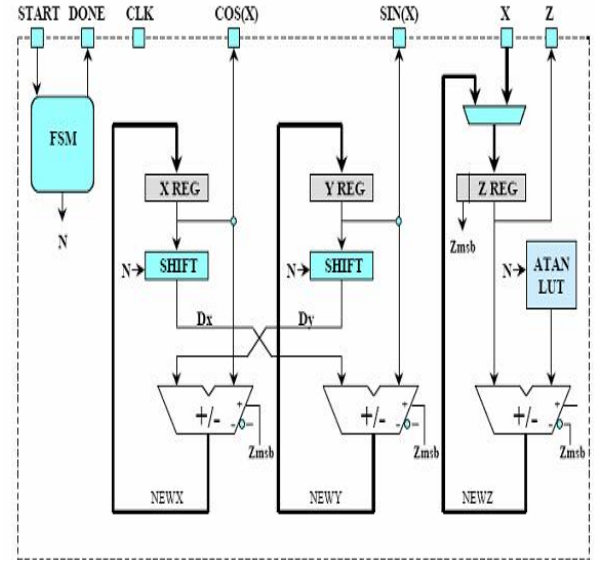 START DONE CLK COS(X) SIN(X) X Z
FSM
X REG Y REG Z REG
N
Zmsb
N SHIFT N SHIFT N ATAN
LUT
Dx Dy
+/- + - +/- + - +/- + -
Zmsb Zmsb Zmsb
NEWX NEWY NEWZ